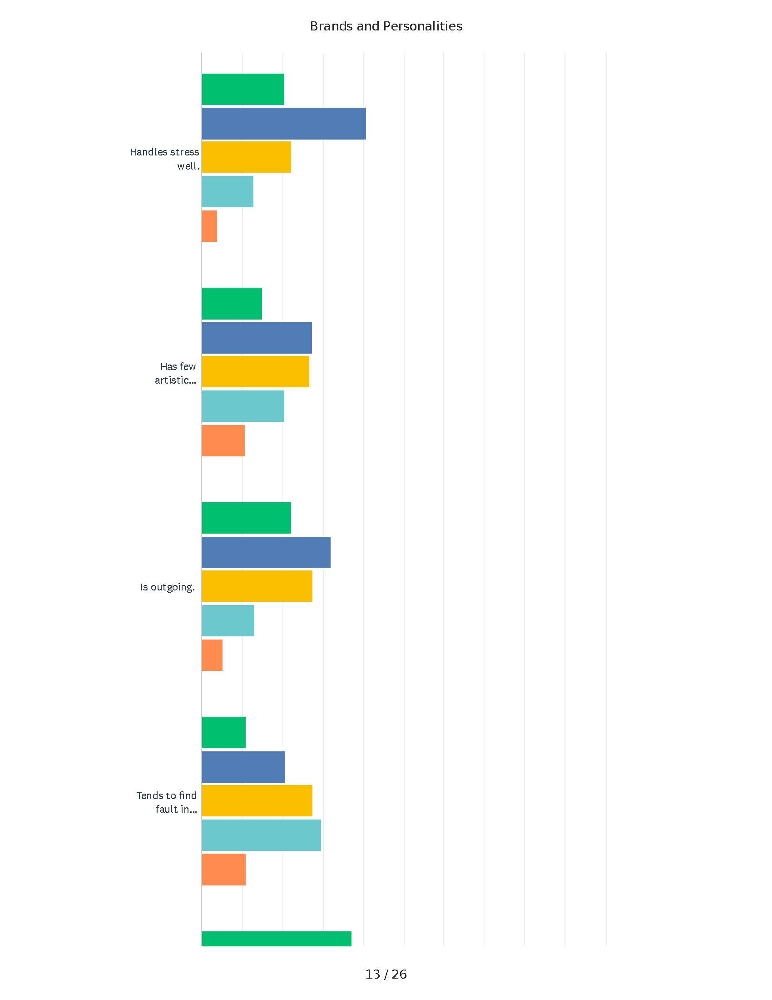 Brands and Personalities
Handles stress
well.
Has few
artistic...
Is outgoing.
Tends to find
fault in...
13 / 26